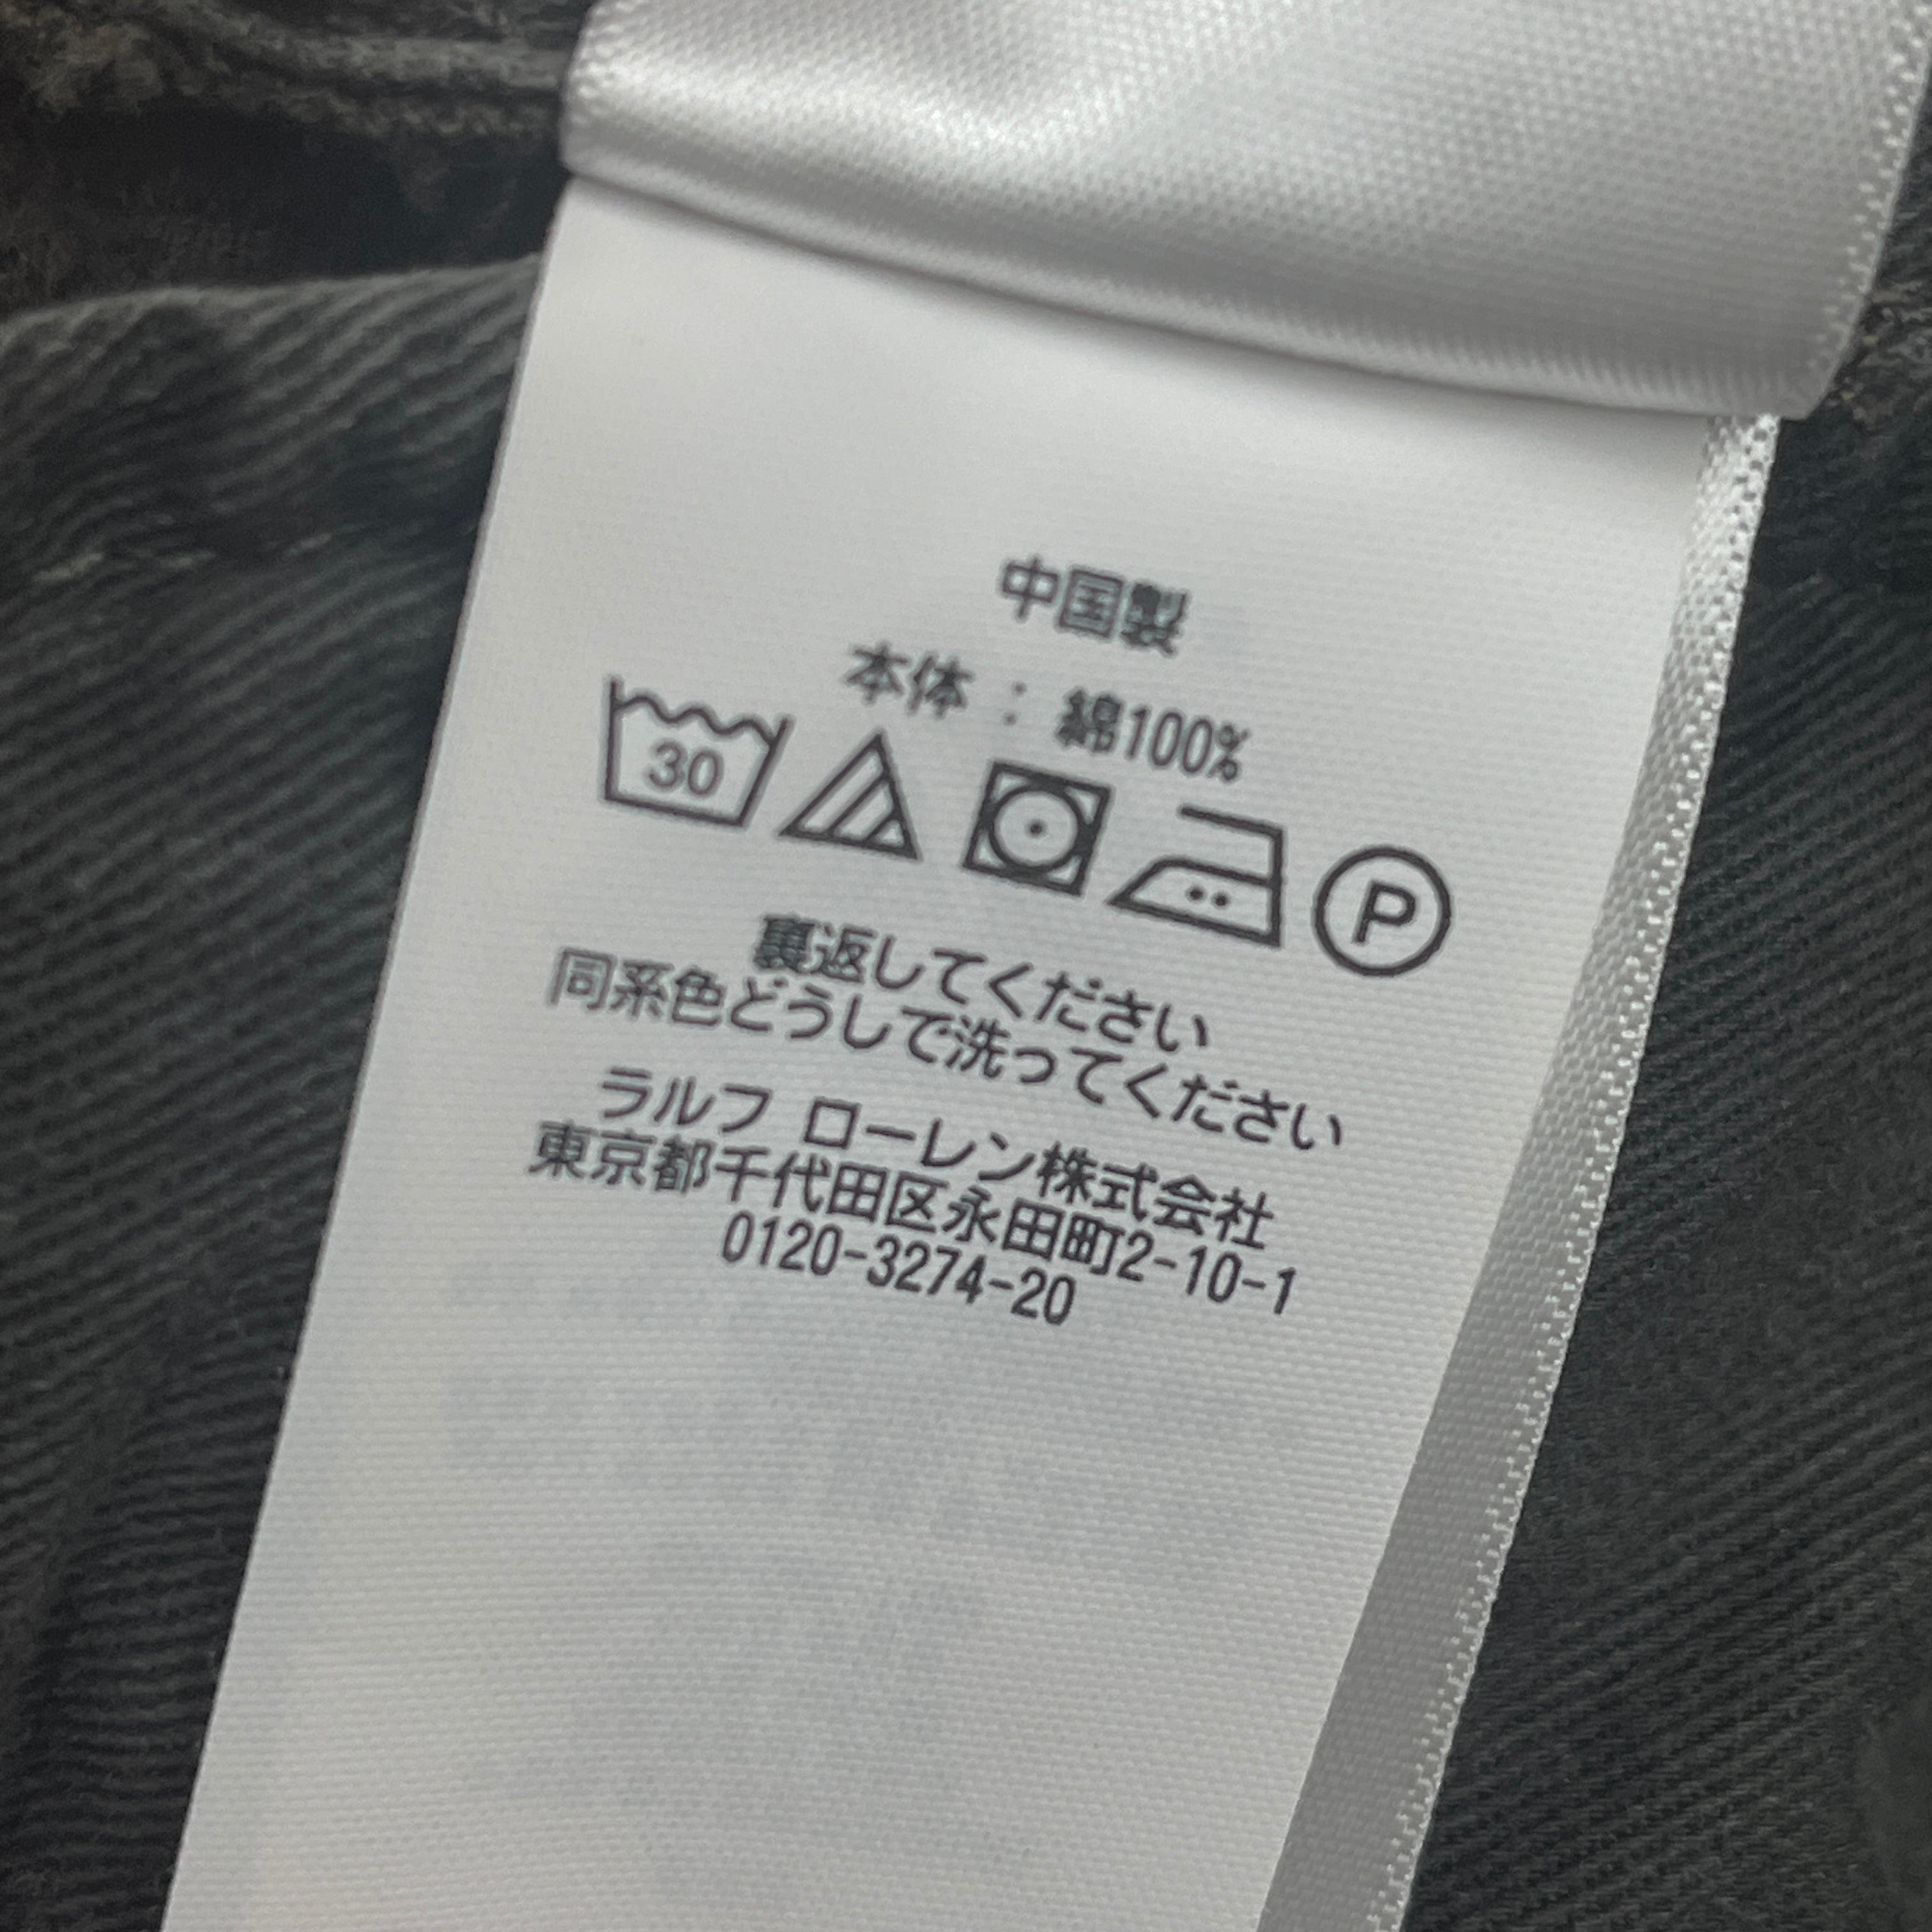 中国製
本体 : 綿100%
30
P
裏返してください
同系色どうしで洗ってください
ラルフ ローレン株式会社
東京都千代田区永田町2-10-1
0120-3274-20